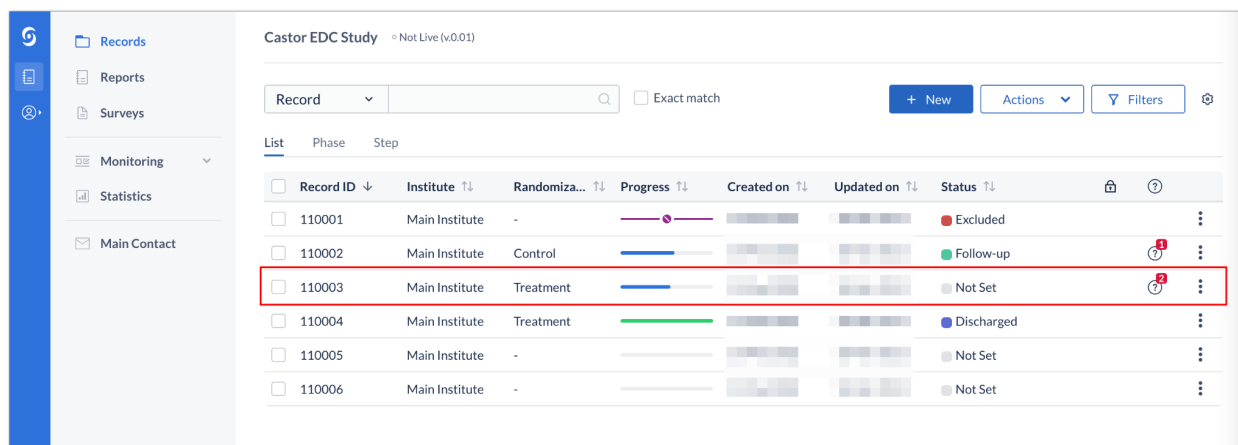 Records
Reports
Surveys
Monitoring
Statistics
Main Contact
Castor EDC Study Not Live (v.0.01)
Record Exact match + New Actions Filters
List Phase Step
Record ID Institute Randomiza... Progress Created on Updated on Status
110001 Main Institute - Excluded
110002 Main Institute Control Follow-up 1
110003 Main Institute Treatment Not Set 2
110004 Main Institute Treatment Discharged
110005 Main Institute - Not Set
110006 Main Institute - Not Set